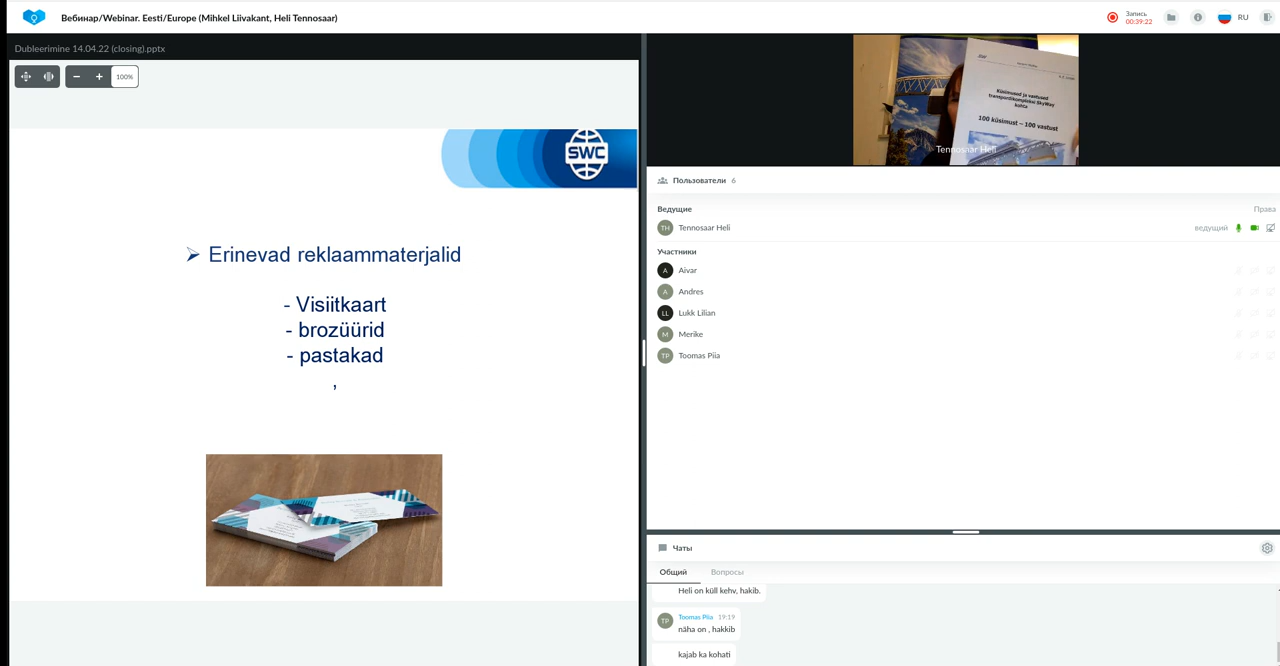 Вебинар/Webinar. Eesti/Europe (Mihkel Liivakant, Heli Tennosaar)
Запись
00:39:22
RU
Dubleerimine 14.04.22 (closing).pptx
100%
SWC
➢ Erinevad reklaammaterjalid
- Visiitkaart
- brozüürid
- pastakad
,
Küsimused ja vastused
transpordikompleksi SkyWay
kohta
100 küsimust – 100 vastust
Tennosaar Heli
Пользователи 6
Ведущие
Права
TH Tennosaar Heli
ведущий
Участники
A Aivar
A Andres
LL Lukk Lilian
M Merike
TP Toomas Piia
Чаты
Общий
Вопросы
Heli on küll kehv, hakib.
TP Toomas Piia 19:19
näha on , hakkib
kajab ka kohati